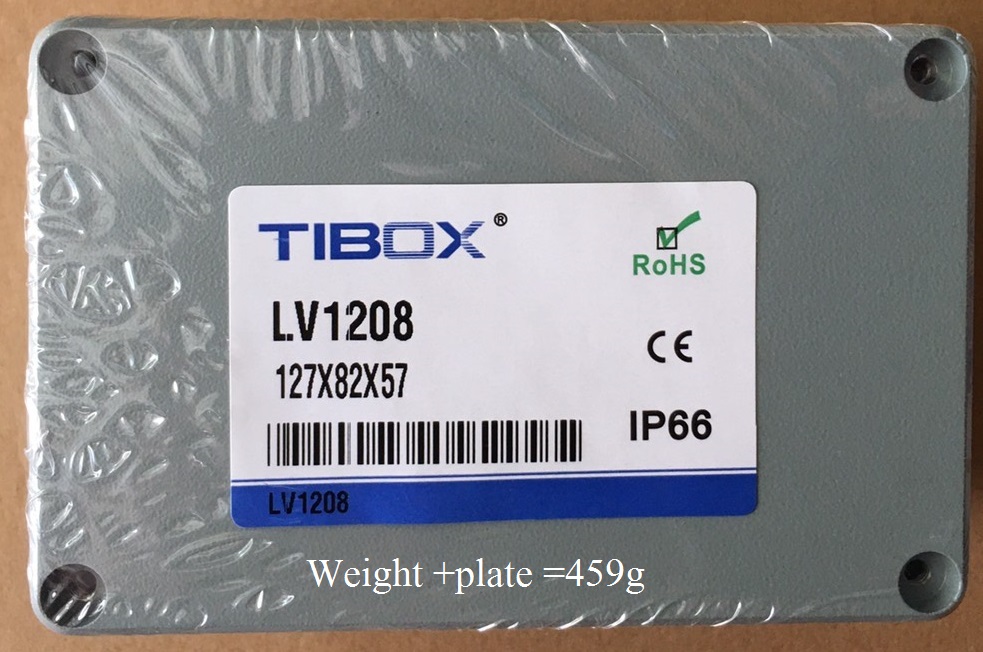 TIBOX®
RoHS
LV1208
127X82X57
CE
IP66
LV1208
Weight +plate =459g